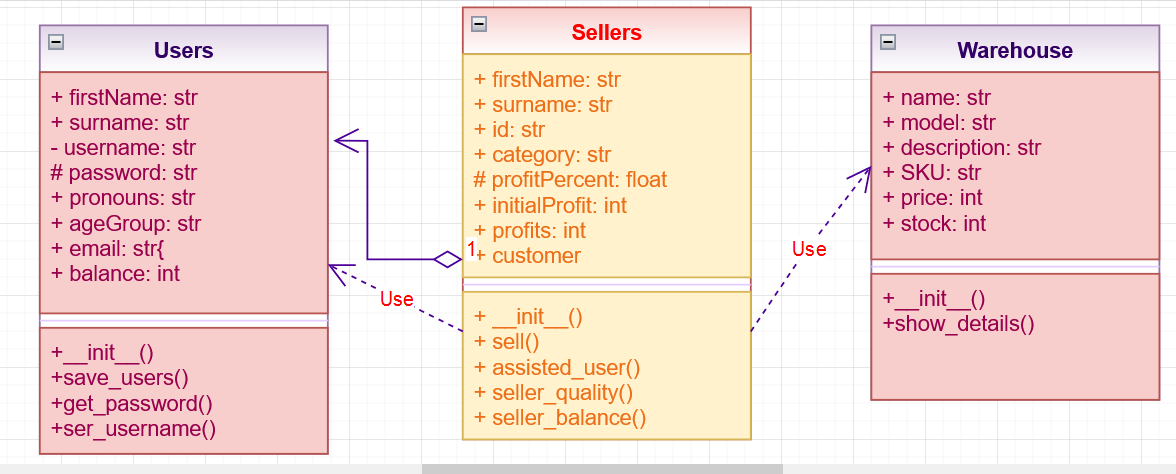 Users
+ firstName: str
+ surname: str
- username: str
# password: str
+ pronouns: str
+ ageGroup: str
+ email: str{
+ balance: int
+__init__()
+save_users()
+get_password()
+ser_username()
Use
1
Sellers
+ firstName: str
+ surname: str
+ id: str
+ category: str
# profitPercent: float
+ initialProfit: int
+ profits: int
+ customer
+ __init__()
+ sell()
+ assisted_user()
+ seller_quality()
+ seller_balance()
Use
Warehouse
+ name: str
+ model: str
+ description: str
+ SKU: str
+ price: int
+ stock: int
+__init__()
+show_details()